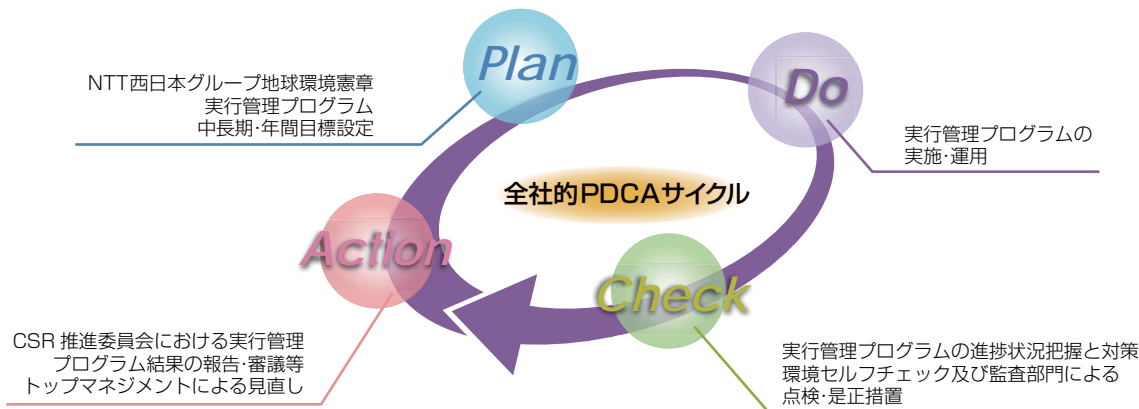 Plan
NTT西日本グループ地球環境憲章
実行管理プログラム
中長期・年間目標設定
Do
実行管理プログラムの
実施・運用
全社的PDCAサイクル
Action
CSR 推進委員会における実行管理
プログラム結果の報告・審議等
トップマネジメントによる見直し
Check
実行管理プログラムの進捗状況把握と対策
環境セルフチェック及び監査部門による
点検・是正措置